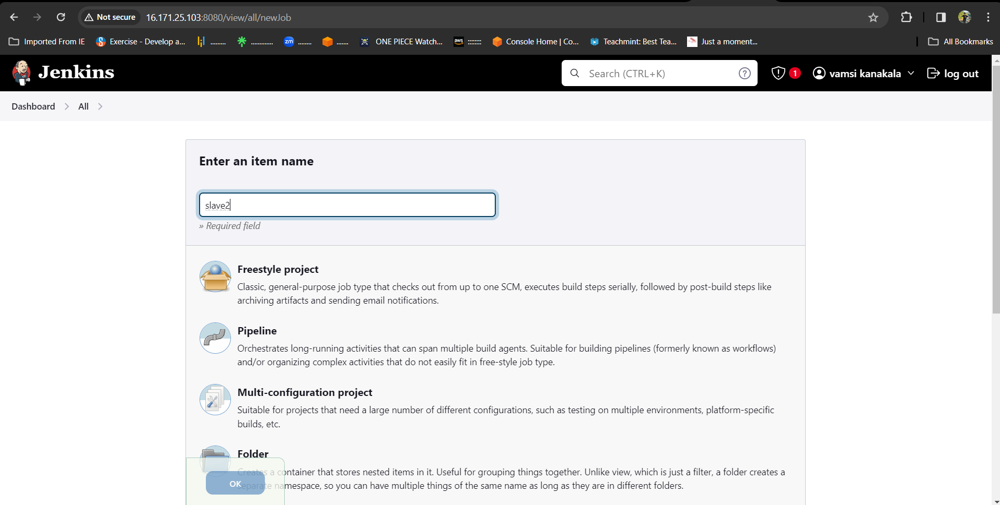 Not secure 16.171.25.103:8080/view/all/newJob
Imported From IE Exercise - Develop a... ......... ............. zm ........ ....... ONE PIECE Watch... aws :::::::: Console Home | Co... Teachmint: Best Tea... Just a moment... All Bookmarks
Jenkins Search (CTRL+K) ? 1 vamsi kanakala log out
Dashboard All
Enter an item name
slave2
» Required field
Freestyle project
Classic, general-purpose job type that checks out from up to one SCM, executes build steps serially, followed by post-build steps like
archiving artifacts and sending email notifications.
Pipeline
Orchestrates long-running activities that can span multiple build agents. Suitable for building pipelines (formerly known as workflows)
and/or organizing complex activities that do not easily fit in free-style job type.
Multi-configuration project
Suitable for projects that need a large number of different configurations, such as testing on multiple environments, platform-specific
builds, etc.
Folder
Creates a container that stores nested items in it. Useful for grouping things together. Unlike view, which is just a filter, a folder creates a
separate namespace, so you can have multiple things of the same name as long as they are in different folders.
OK